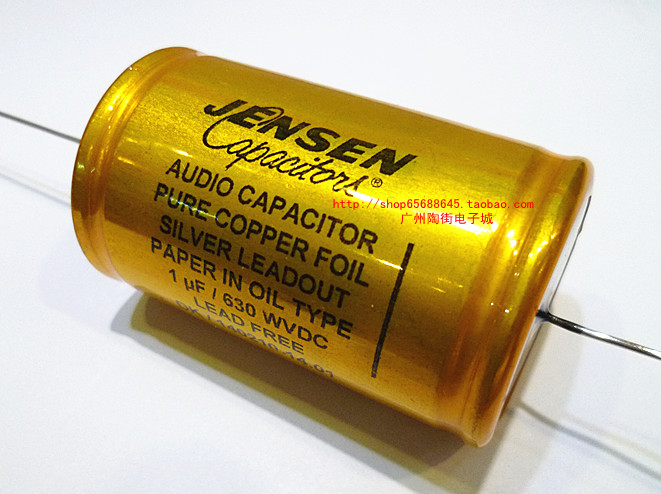 JENSEN
Capacitors®
AUDIO CAPACITOR
PURE COPPER FOIL
SILVER LEADOUT
PAPER IN OIL TYPE
1 µF / 630 WVDC
LEAD FREE
http://shop65688645.taobao.com
广州陶街电子城